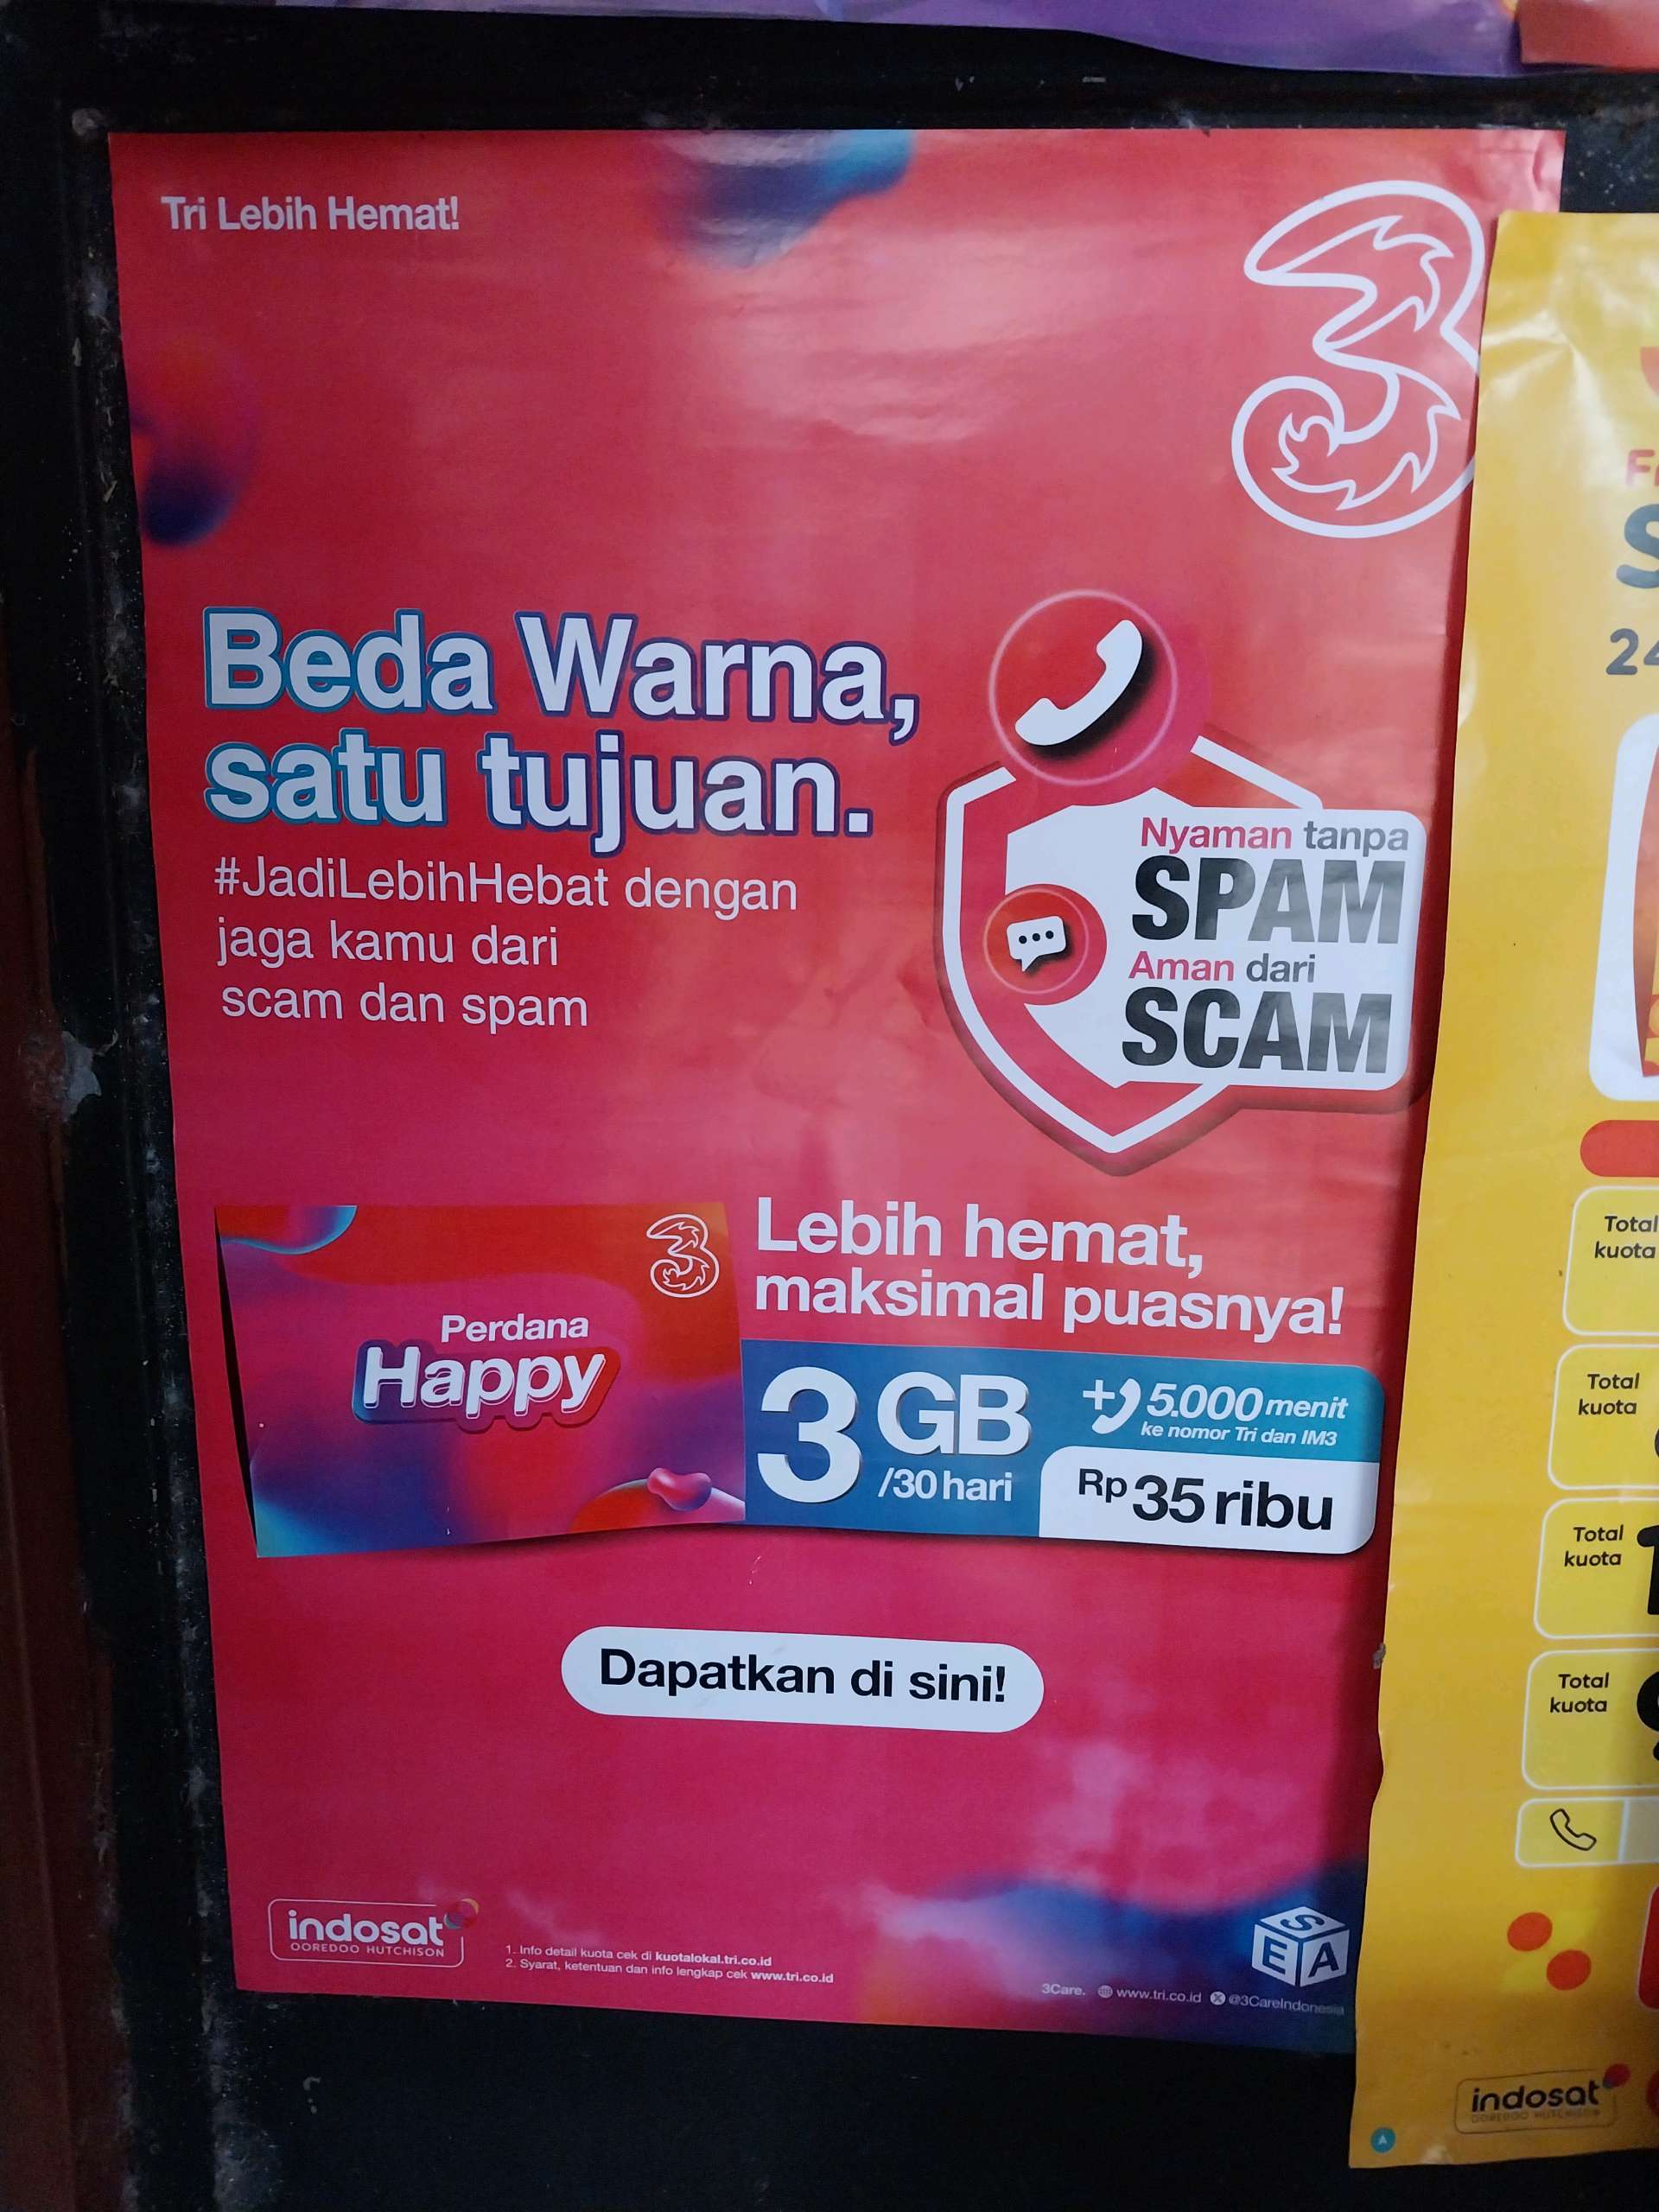 Tri Lebih Hemat!
3
Beda Warna,
satu tujuan.
#JadiLebihHebat dengan
jaga kamu dari
scam dan spam
Nyaman tanpa
SPAM
Aman dari
SCAM
3
Perdana
Happy
Lebih hemat,
maksimal puasnya!
3 GB
/30 hari
+ 5.000 menit
ke nomor Tri dan IM3
Rp 35 ribu
Dapatkan di sini!
indosat
OOREDOO HUTCHISON
1. Info detail kuota cek di kuotalokal.tri.co.id
2. Syarat, ketentuan dan info lengkap cek www.tri.co.id
SEA
3Care. www.tri.co.id @3CareIndonesia
24
Total
kuota
Total
kuota
Total
kuota
Total
kuota
indosat
OOREDOO HUTCHISON
A